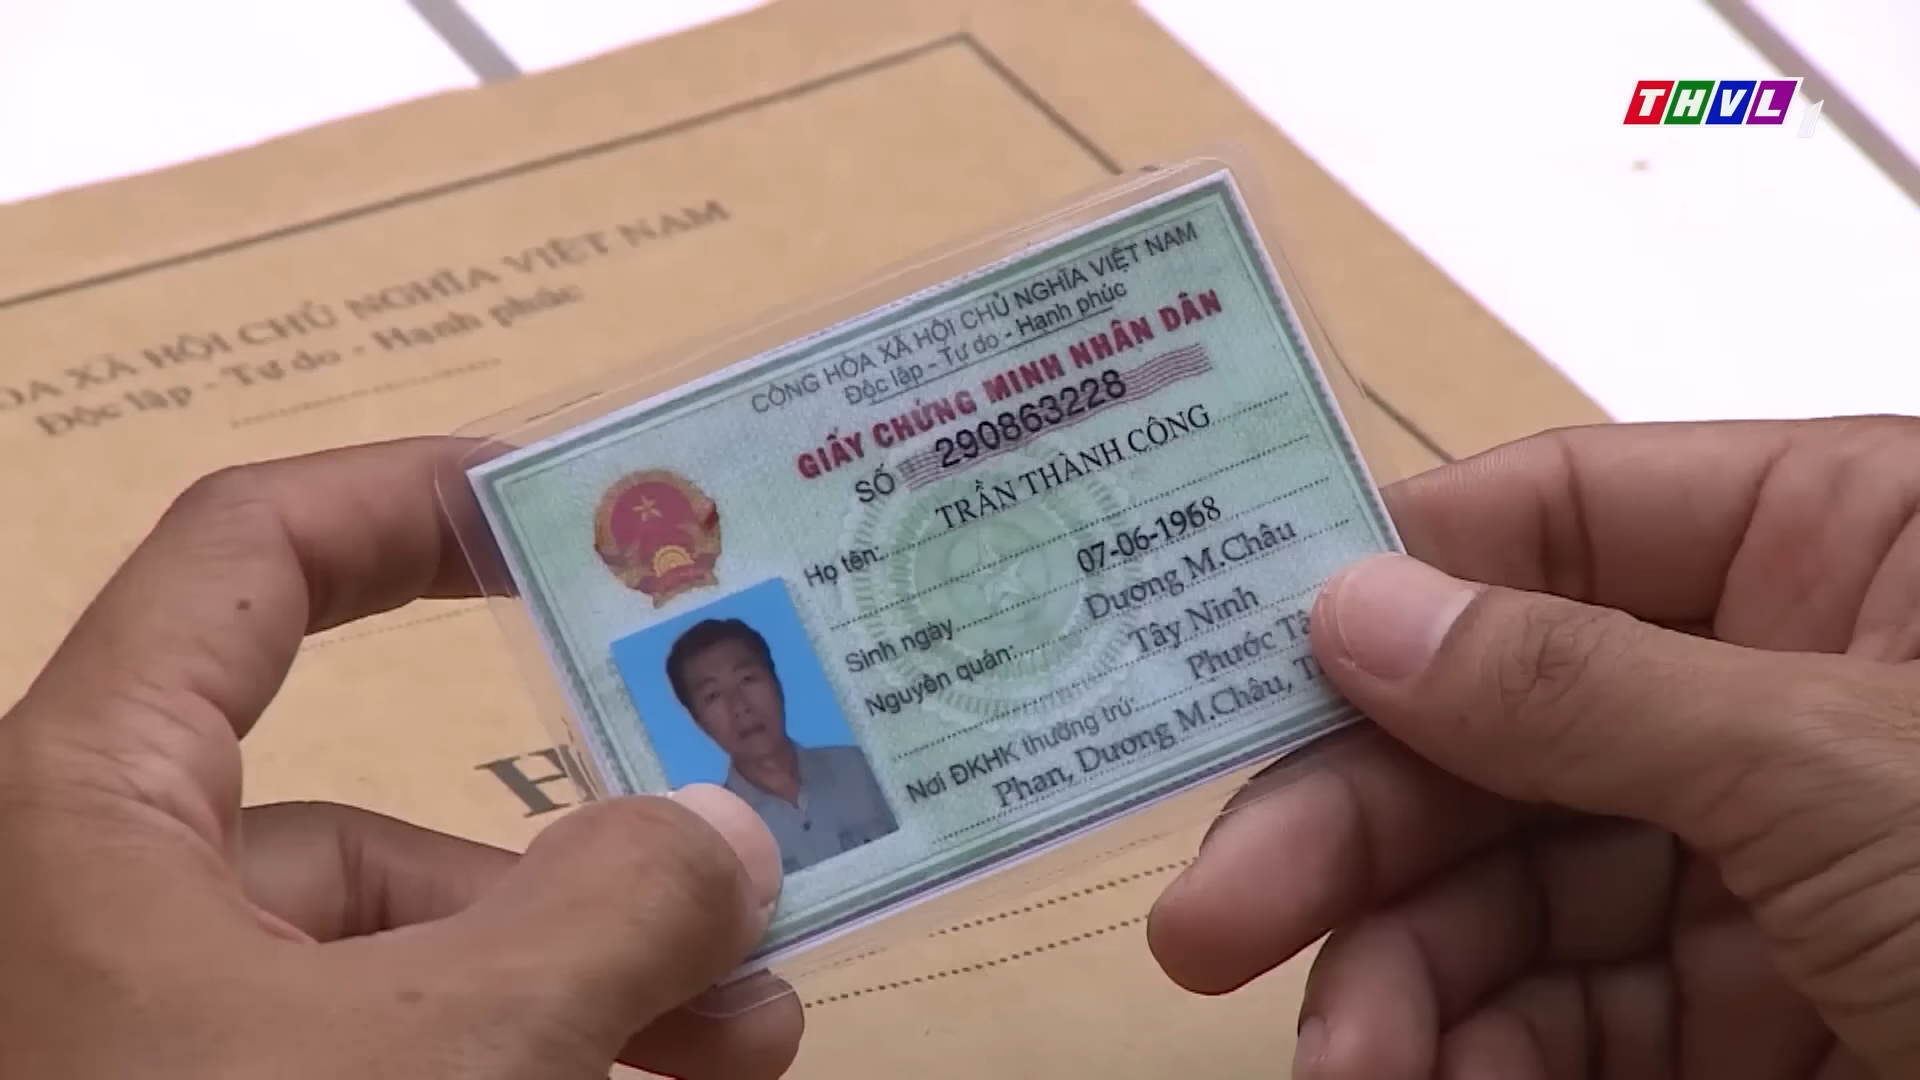 THVL1
XÃ HỘI CHỦ NGHĨA VIỆT NAM
Độc lập - Tự do - Hạnh phúc
CỘNG HÒA XÃ HỘI CHỦ NGHĨA VIỆT NAM
Độc lập - Tự do - Hạnh phúc
GIẤY CHỨNG MINH NHÂN DÂN
SỐ 290863228
Họ tên: TRẦN THÀNH CÔNG
Sinh ngày 07-06-1968
Nguyên quán: Dương M.Châu
Tây Ninh
Nơi ĐKHK thường trú: Phước
Phan, Dương M.Châu,